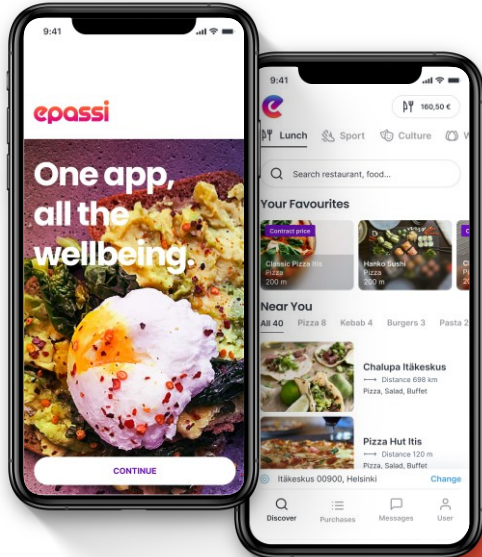 9:41
epassi
One app,
all the
wellbeing.
CONTINUE
9:41
160,50 €
Lunch Sport Culture W
Search restaurant, food...
Your Favourites
Contract price
Classic Pizza Itis
Pizza
200 m
Hanko Sushi
Pizza
200 m
Near You
All 40 Pizza 8 Kebab 4 Burgers 3 Pasta 2
Chalupa Itäkeskus
Distance 698 km
Pizza, Salad, Buffet
Pizza Hut Itis
Distance 120 m
Pizza, Salad, Buffet
Itäkeskus 00900, Helsinki Change
Discover Purchases Messages User